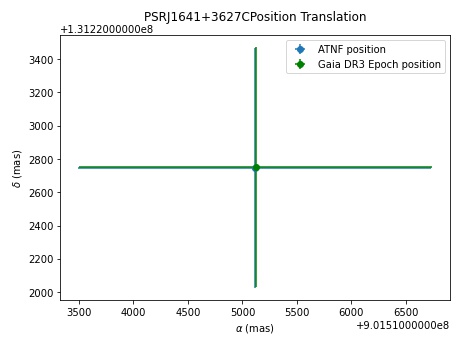 PSRJ1641+3627CPosition Translation
+1.3122000000e8
ATNF position
Gaia DR3 Epoch position
3400
3200
3000
2800
2600
2400
2200
2000
δ (mas)
3500 4000 4500 5000 5500 6000 6500
α (mas)
+9.0151000000e8